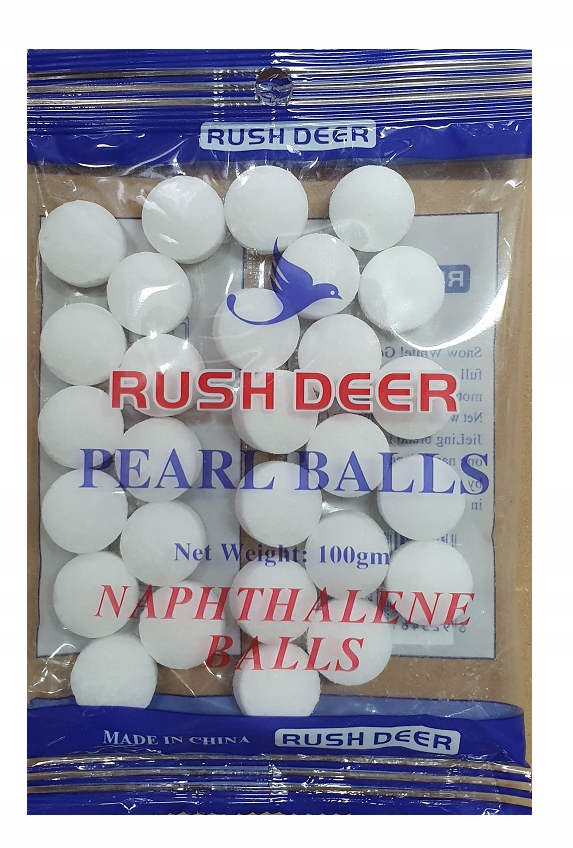 RUSH DEER
RUSH DEER
PEARL BALLS
Net Weight: 100gm
NAPHTHALENE
BALLS
MADE IN CHINA RUSH DEER